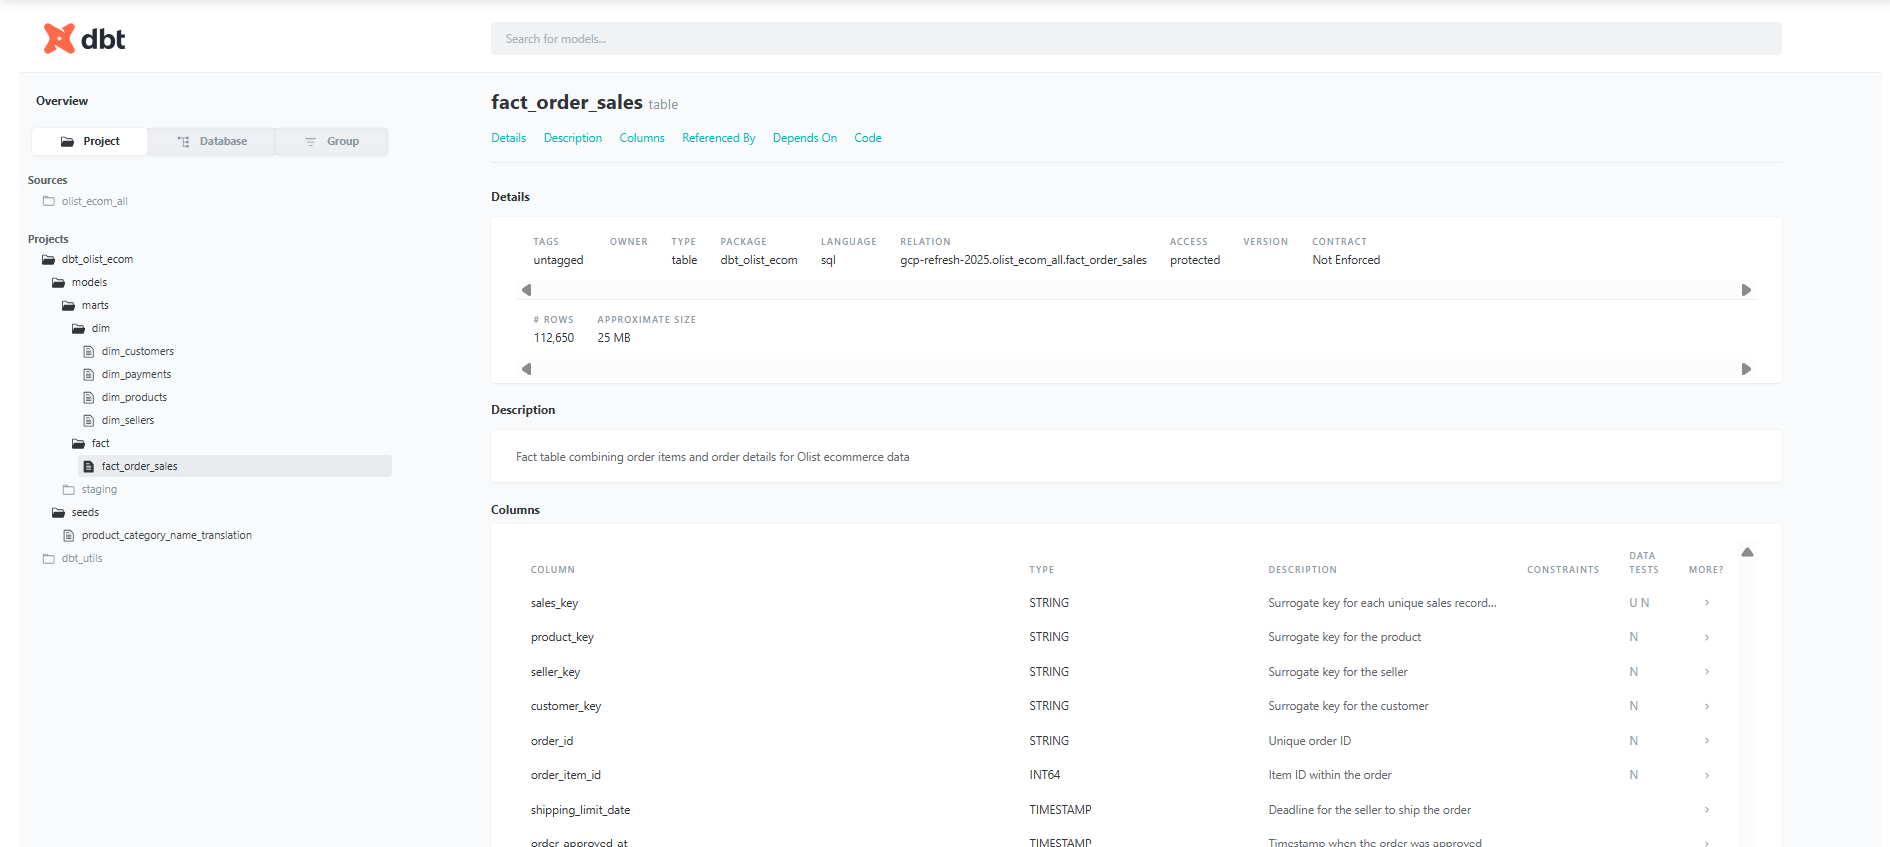 dbt
Search for models...
Overview
Project Database Group
Sources
olist_ecom_all
Projects
dbt_olist_ecom
models
marts
dim
dim_customers
dim_payments
dim_products
dim_sellers
fact
fact_order_sales
staging
seeds
product_category_name_translation
dbt_utils
fact_order_sales table
Details Description Columns Referenced By Depends On Code
Details
TAGS OWNER TYPE PACKAGE LANGUAGE RELATION ACCESS VERSION CONTRACT
untagged table dbt_olist_ecom sql gcp-refresh-2025.olist_ecom_all.fact_order_sales protected Not Enforced
# ROWS APPROXIMATE SIZE
112,650 25 MB
Description
Fact table combining order items and order details for Olist ecommerce data
Columns
COLUMN TYPE DESCRIPTION CONSTRAINTS DATA TESTS MORE?
sales_key STRING Surrogate key for each unique sales record... U N
product_key STRING Surrogate key for the product N
seller_key STRING Surrogate key for the seller N
customer_key STRING Surrogate key for the customer N
order_id STRING Unique order ID N
order_item_id INT64 Item ID within the order N
shipping_limit_date TIMESTAMP Deadline for the seller to ship the order
order_approved_at TIMESTAMP Timestamp when the order was approved